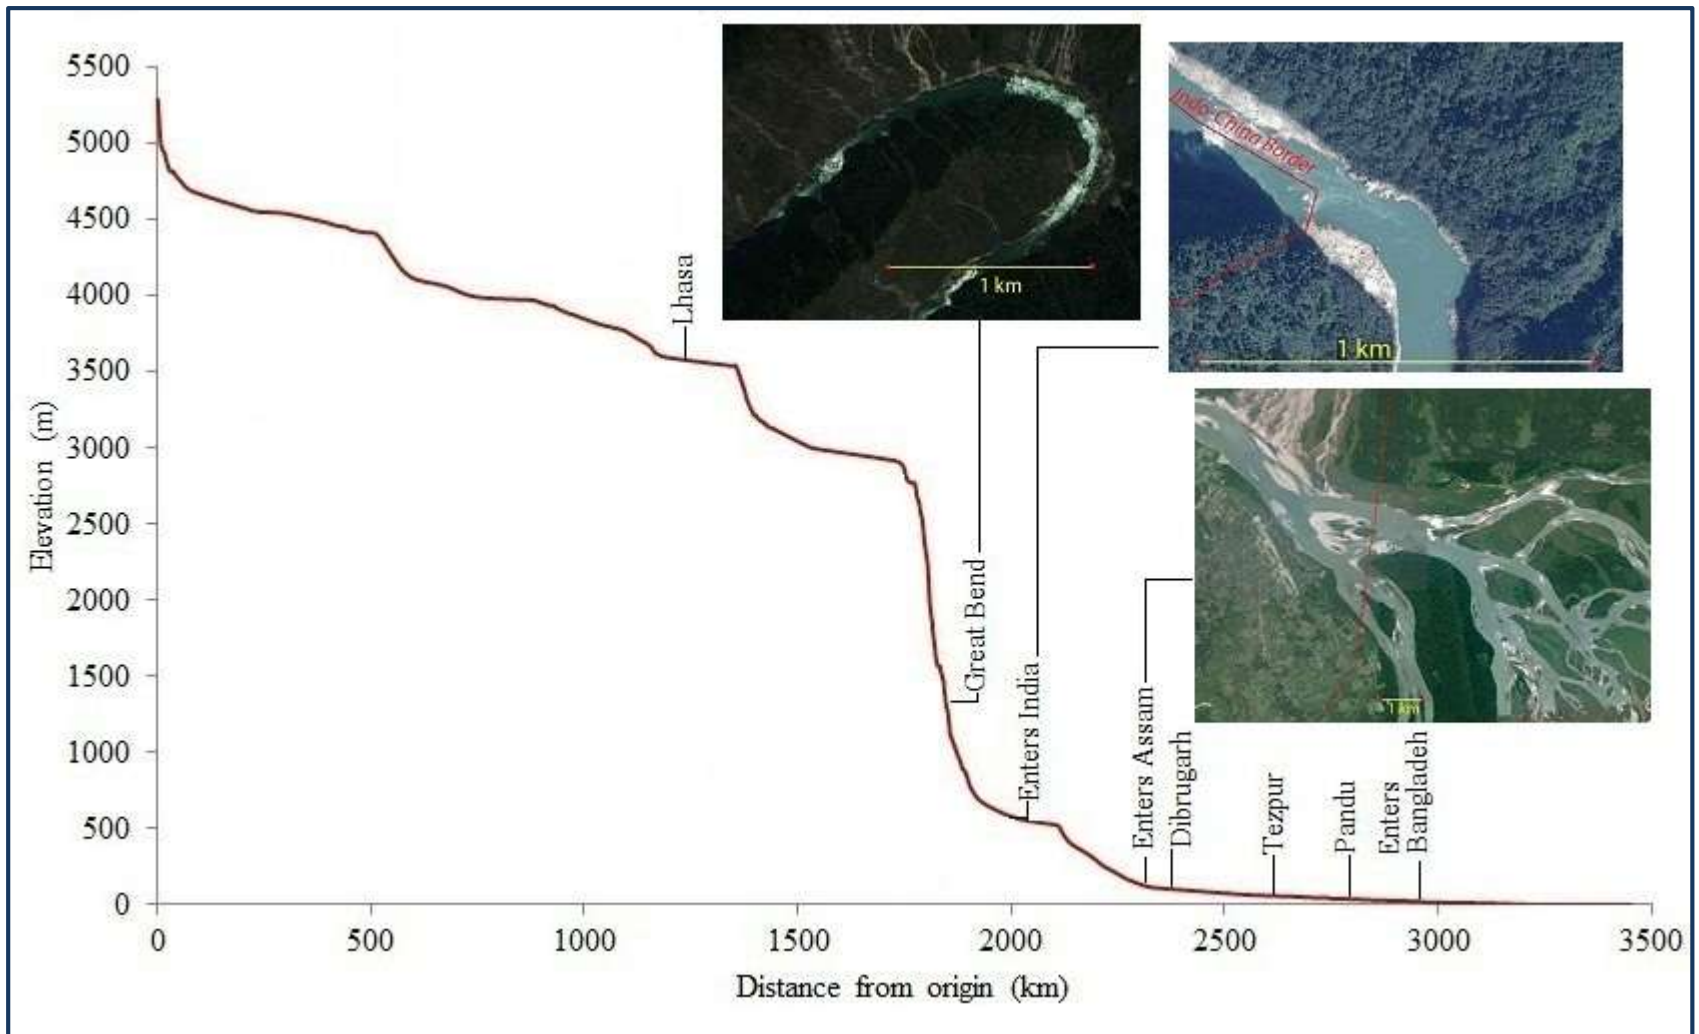 5500
5000
4500
4000
3500
3000
2500
2000
1500
1000
500
0
Elevation (m)
0
500
1000
1500
2000
2500
3000
3500
Distance from origin (km)
Lhasa
Great Bend
Enters India
Enters Assam
Dibrugarh
Tezpur
Pandu
Enters
Bangladeh
1 km
Indo-China Border
1 km
1 km